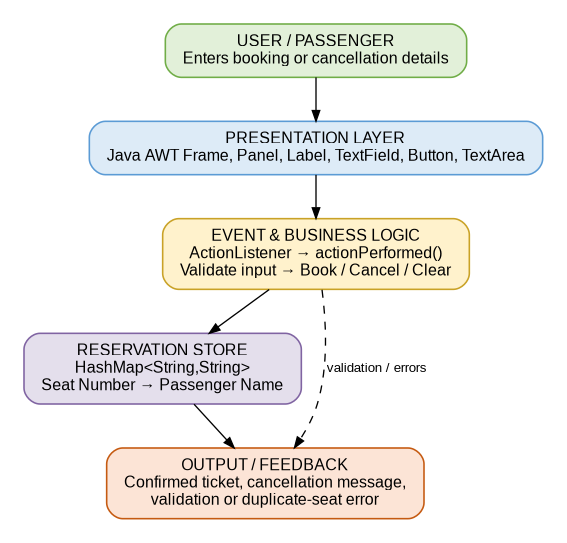 USER / PASSENGER
Enters booking or cancellation details
PRESENTATION LAYER
Java AWT Frame, Panel, Label, TextField, Button, TextArea
EVENT & BUSINESS LOGIC
ActionListener → actionPerformed()
Validate input → Book / Cancel / Clear
RESERVATION STORE
HashMap<String,String>
Seat Number → Passenger Name
validation / errors
OUTPUT / FEEDBACK
Confirmed ticket, cancellation message,
validation or duplicate-seat error